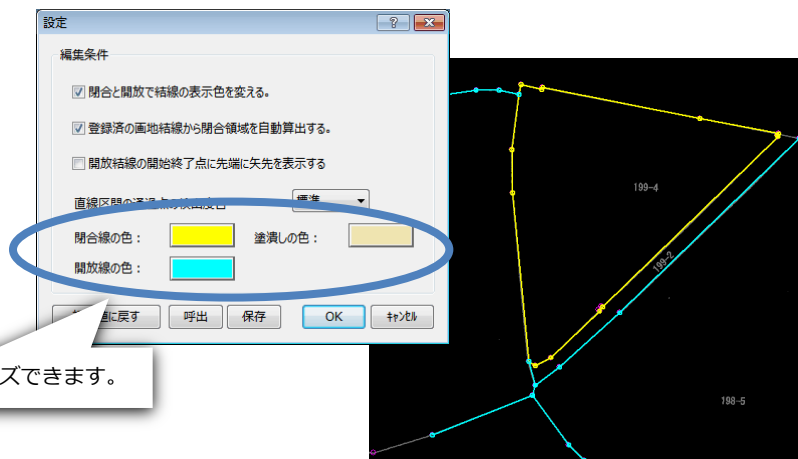 設定
編集条件
閉合と開放で結線の表示色を変える。
登録済の画地結線から閉合領域を自動算出する。
開放結線の開始終了点に先端に矢先を表示する
直線区間の
標準
閉合線の色：
塗潰しの色：
開放線の色：
に戻す
呼出
保存
OK
ｷｬﾝｾﾙ
ズできます。
199-4
199-2
198-5